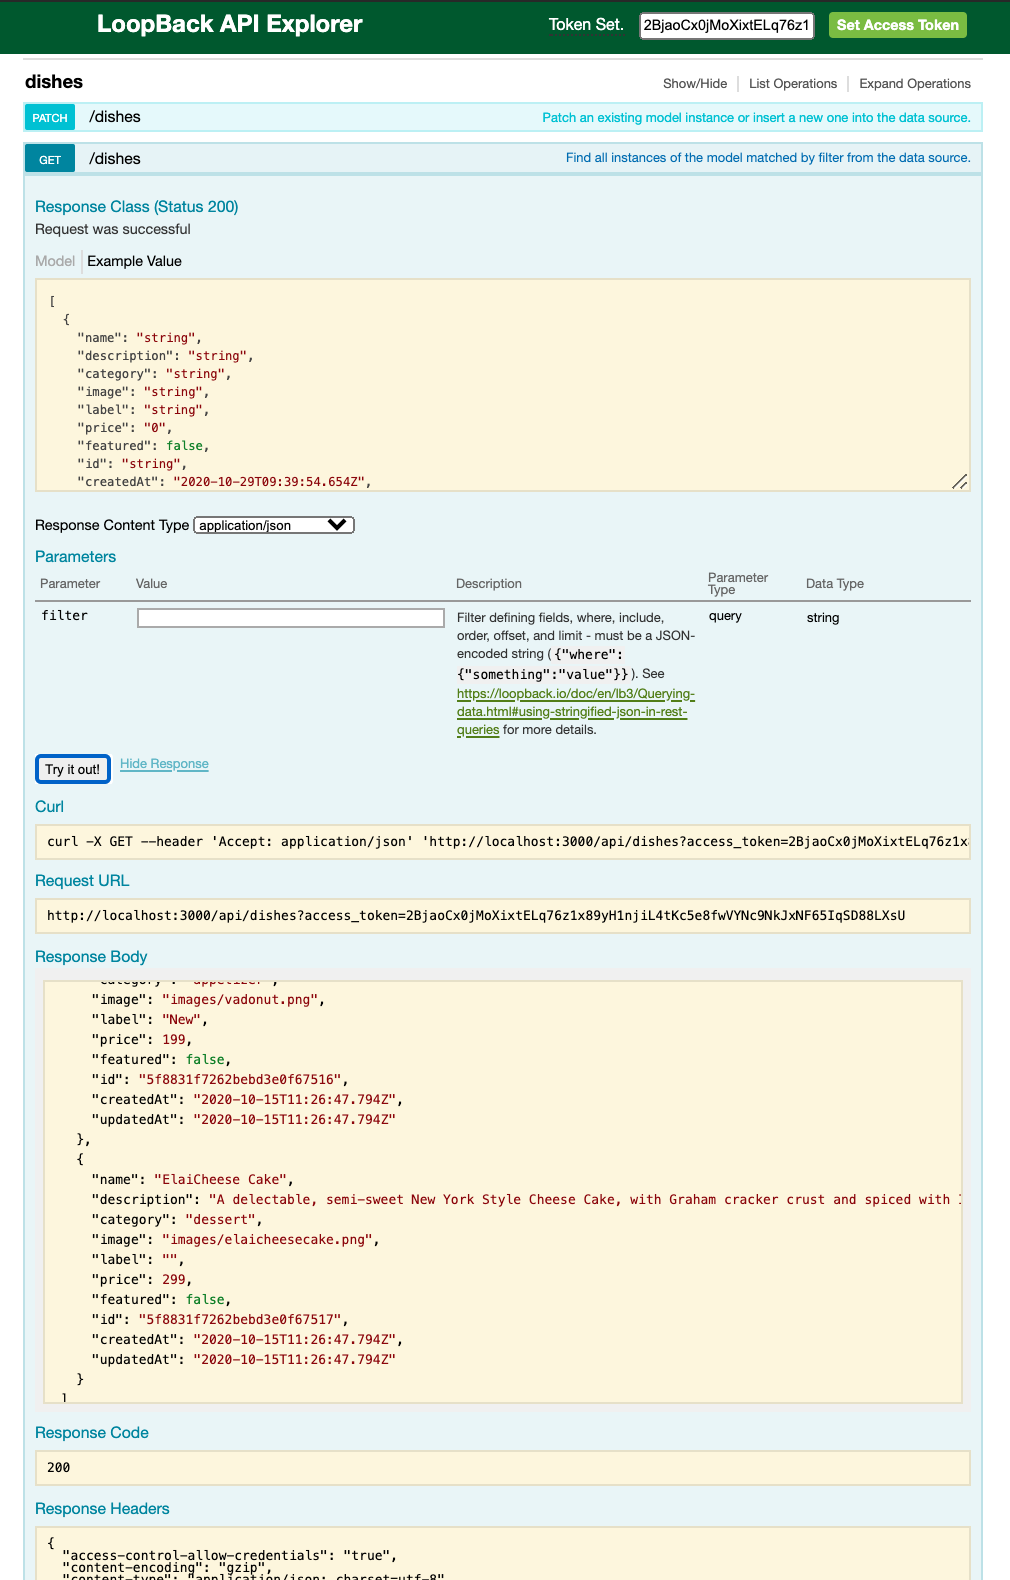 LoopBack API Explorer
Token Set.
2BjaoCx0jMoXixtELq76z1
Set Access Token
dishes
Show/Hide
List Operations
Expand Operations
PATCH
/dishes
Patch an existing model instance or insert a new one into the data source.
GET
/dishes
Find all instances of the model matched by filter from the data source.
Response Class (Status 200)
Request was successful
Model
Example Value
[
{
"name": "string",
"description": "string",
"category": "string",
"image": "string",
"label": "string",
"price": "0",
"featured": false,
"id": "string",
"createdAt": "2020-10-29T09:39:54.654Z",
Response Content Type application/json
Parameters
Parameter
Value
Description
Parameter Type
Data Type
filter
Filter defining fields, where, include,
order, offset, and limit - must be a JSON-
encoded string ( {"where":
{"something":"value"}} ). See
https://loopback.io/doc/en/lb3/Querying-
data.html#using-stringified-json-in-rest-
queries for more details.
query
string
Try it out!
Hide Response
Curl
curl -X GET --header 'Accept: application/json' 'http://localhost:3000/api/dishes?access_token=2BjaoCx0jMoXixtELq76z1x
Request URL
http://localhost:3000/api/dishes?access_token=2BjaoCx0jMoXixtELq76z1x89yH1njiL4tKc5e8fwVYNc9NkJxNF65IqSD88LXsU
Response Body
"category": "appetizer",
"image": "images/vadonut.png",
"label": "New",
"price": 199,
"featured": false,
"id": "5f8831f7262bebd3e0f67516",
"createdAt": "2020-10-15T11:26:47.794Z",
"updatedAt": "2020-10-15T11:26:47.794Z"
},
{
"name": "ElaiCheese Cake",
"description": "A delectable, semi-sweet New York Style Cheese Cake, with Graham cracker crust and spiced with
"category": "dessert",
"image": "images/elaicheesecake.png",
"label": "",
"price": 299,
"featured": false,
"id": "5f8831f7262bebd3e0f67517",
"createdAt": "2020-10-15T11:26:47.794Z",
"updatedAt": "2020-10-15T11:26:47.794Z"
}
]
Response Code
200
Response Headers
{
"access-control-allow-credentials": "true",
"content-encoding": "gzip",
"content-type": "application/json; charset=utf-8",